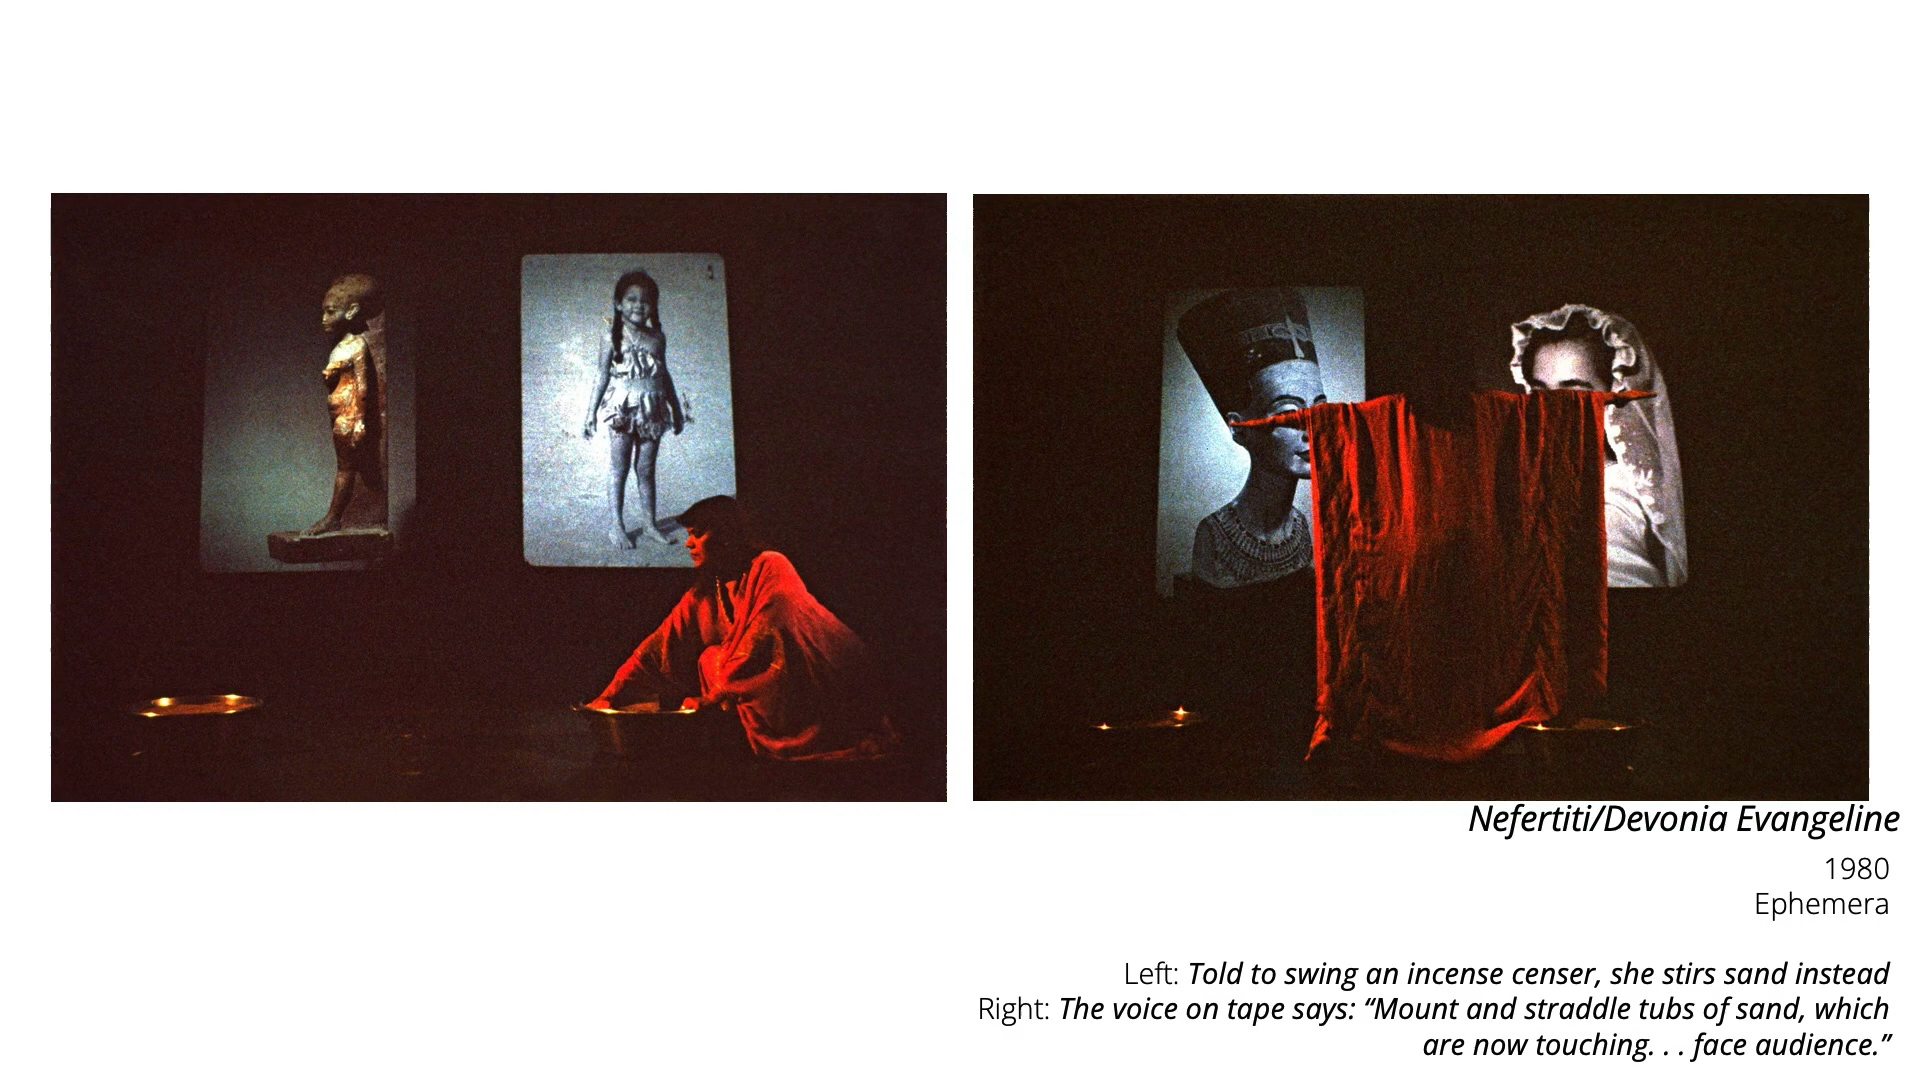 Nefertiti/Devonia Evangeline
1980
Ephemera
Left: Told to swing an incense censer, she stirs sand instead
Right: The voice on tape says: “Mount and straddle tubs of sand, which
are now touching. . . face audience.”